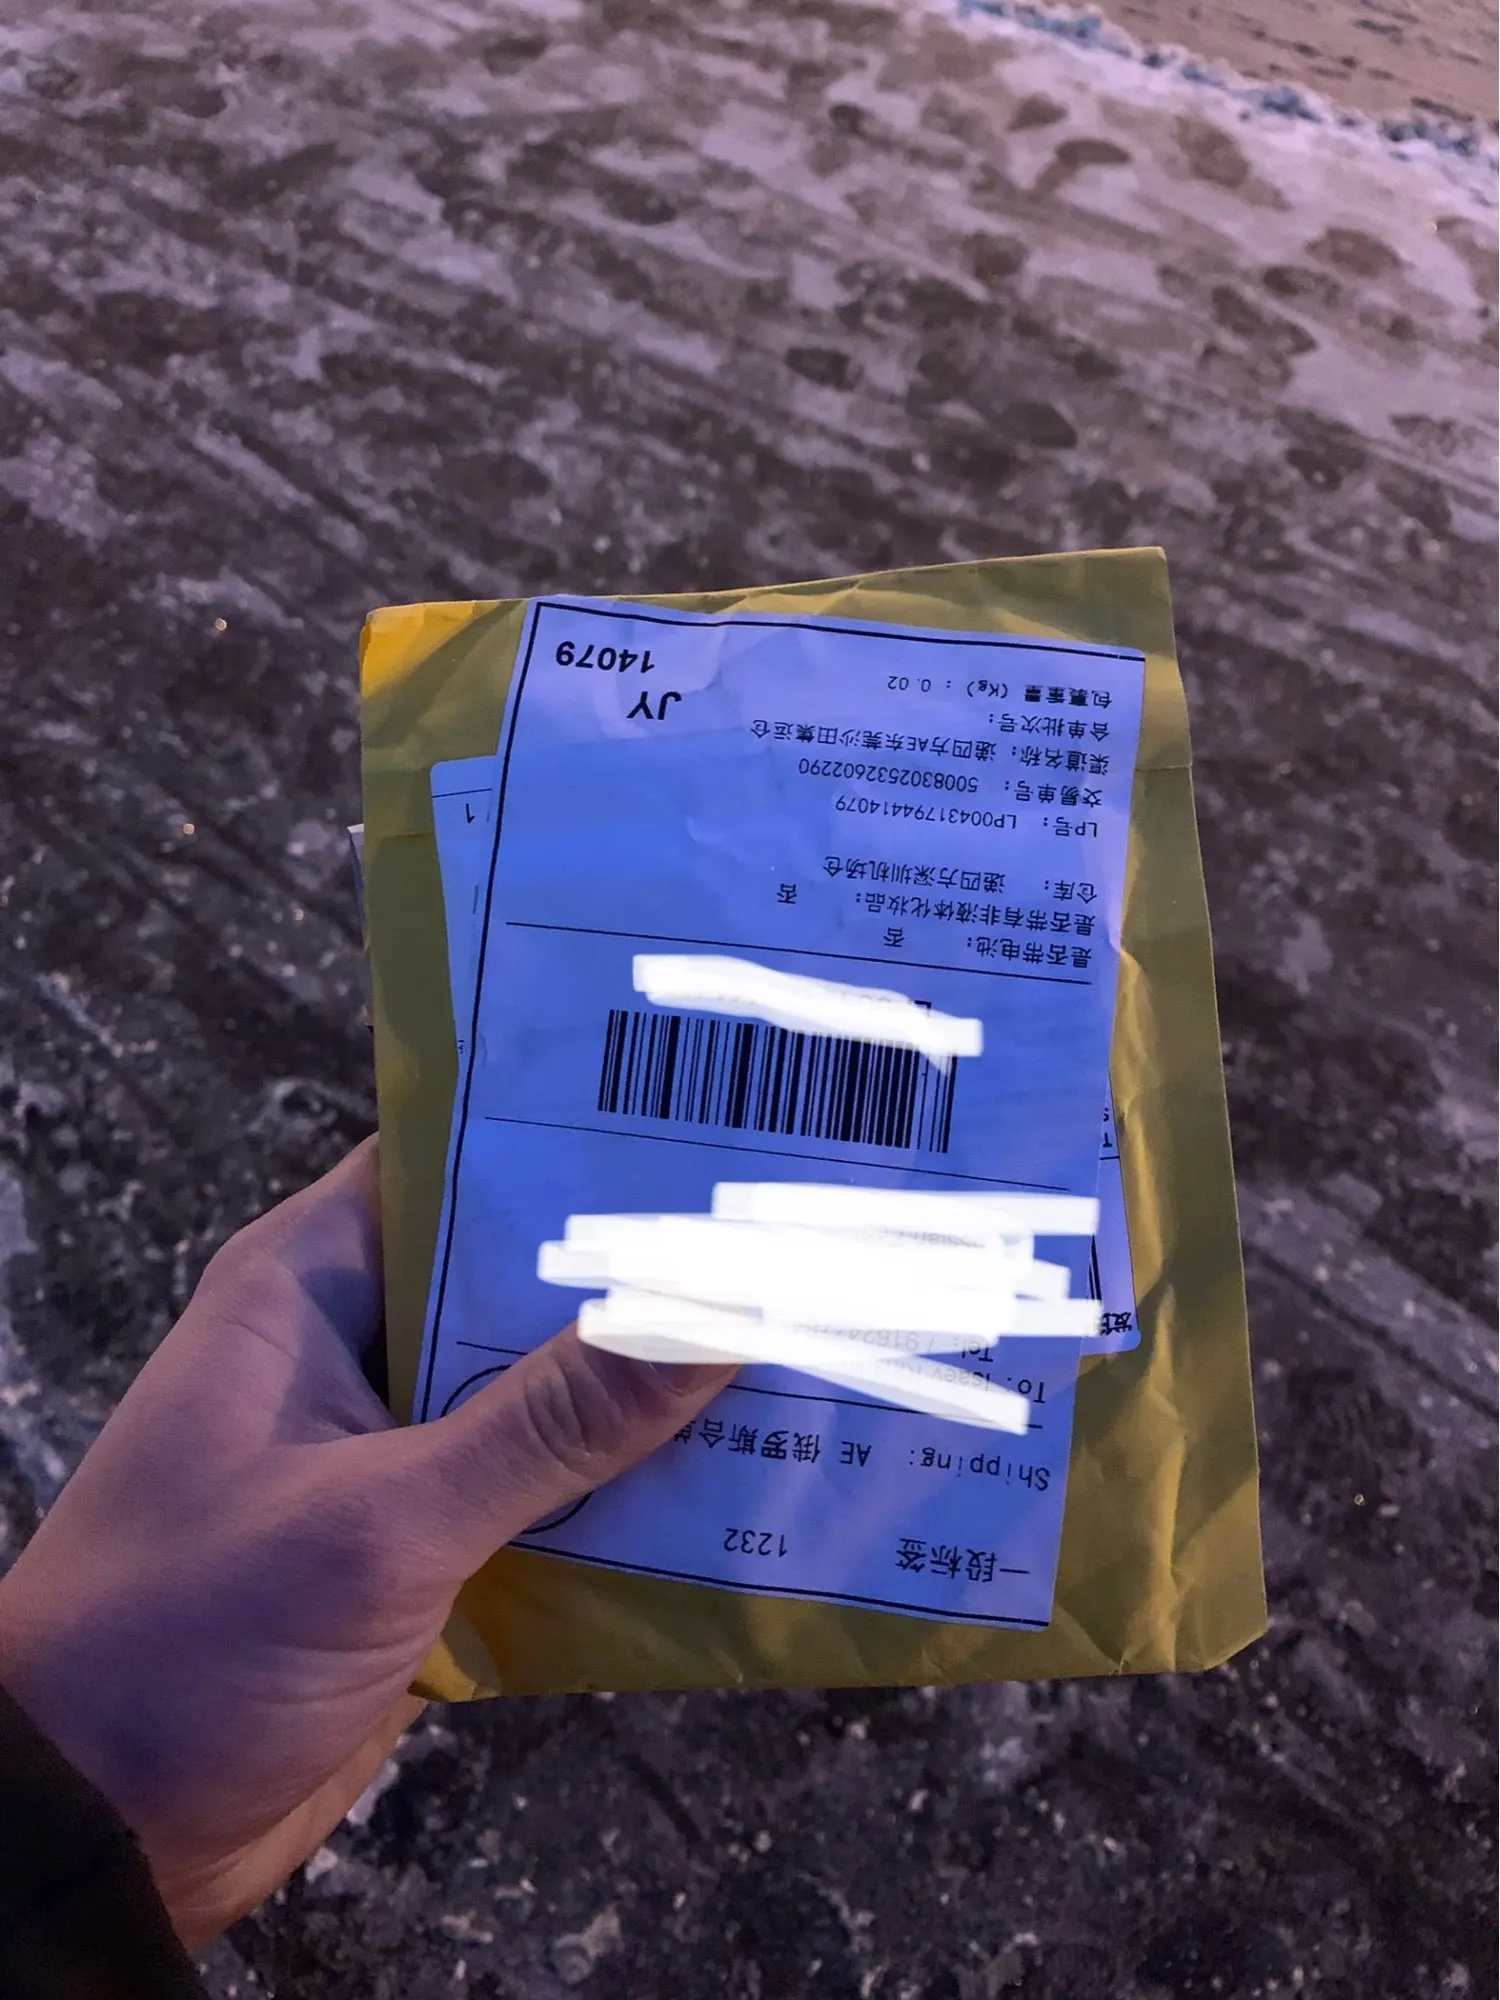 一段标签 1232
Shipping: AE 俄罗斯合单
To: Isaev
Tel: / 
是否带电池: 否
是否带有非液体化妆品: 否
仓库: 递四方深圳机场仓
LP号: LP00431794414079
交易单号: 5008302532602290
渠道名称: 递四方AE东莞沙田集运仓
合单批次号:
包裹重量 (Kg) : 0.02
JY
14079
1